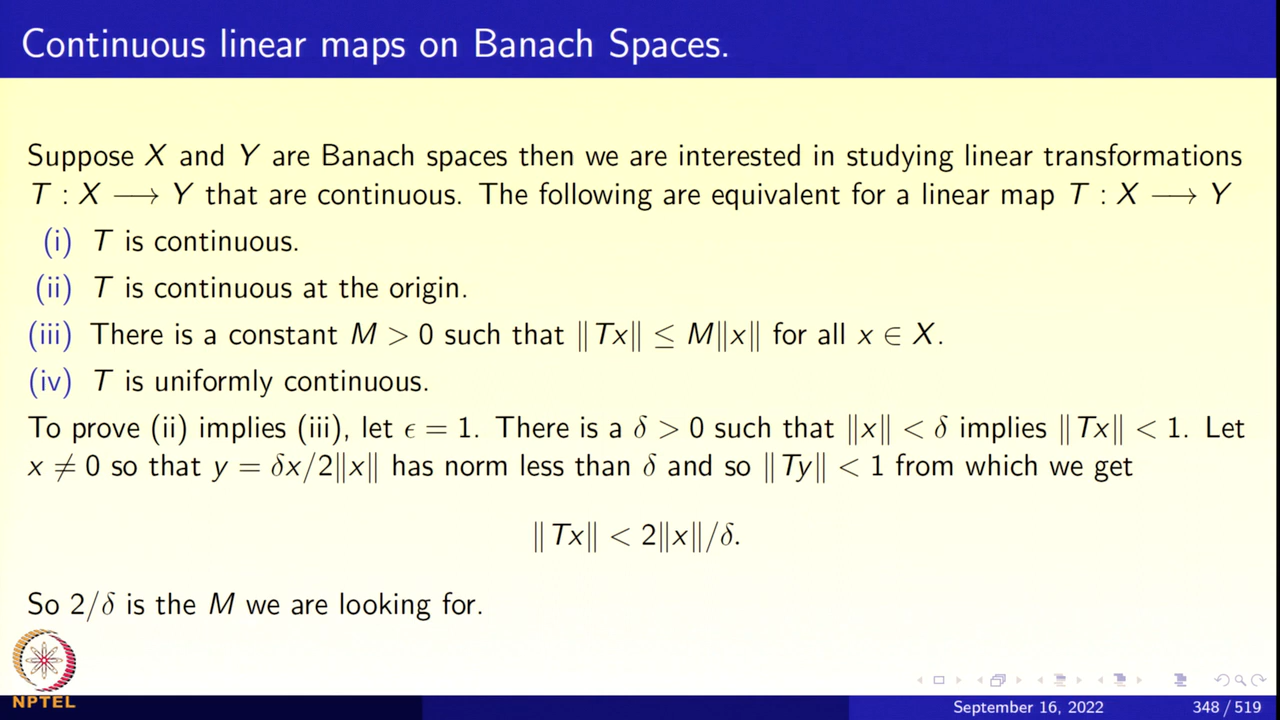 Continuous linear maps on Banach Spaces.
Suppose X and Y are Banach spaces then we are interested in studying linear transformations
T : X ⟶ Y that are continuous. The following are equivalent for a linear map T : X ⟶ Y
(i) T is continuous.
(ii) T is continuous at the origin.
(iii) There is a constant M > 0 such that ‖Tx‖ ≤ M‖x‖ for all x ∈ X.
(iv) T is uniformly continuous.
To prove (ii) implies (iii), let ϵ = 1. There is a δ > 0 such that ‖x‖ < δ implies ‖Tx‖ < 1. Let
x ≠ 0 so that y = δx/2‖x‖ has norm less than δ and so ‖Ty‖ < 1 from which we get
‖Tx‖ < 2‖x‖/δ.
So 2/δ is the M we are looking for.
NPTEL
September 16, 2022 348 / 519